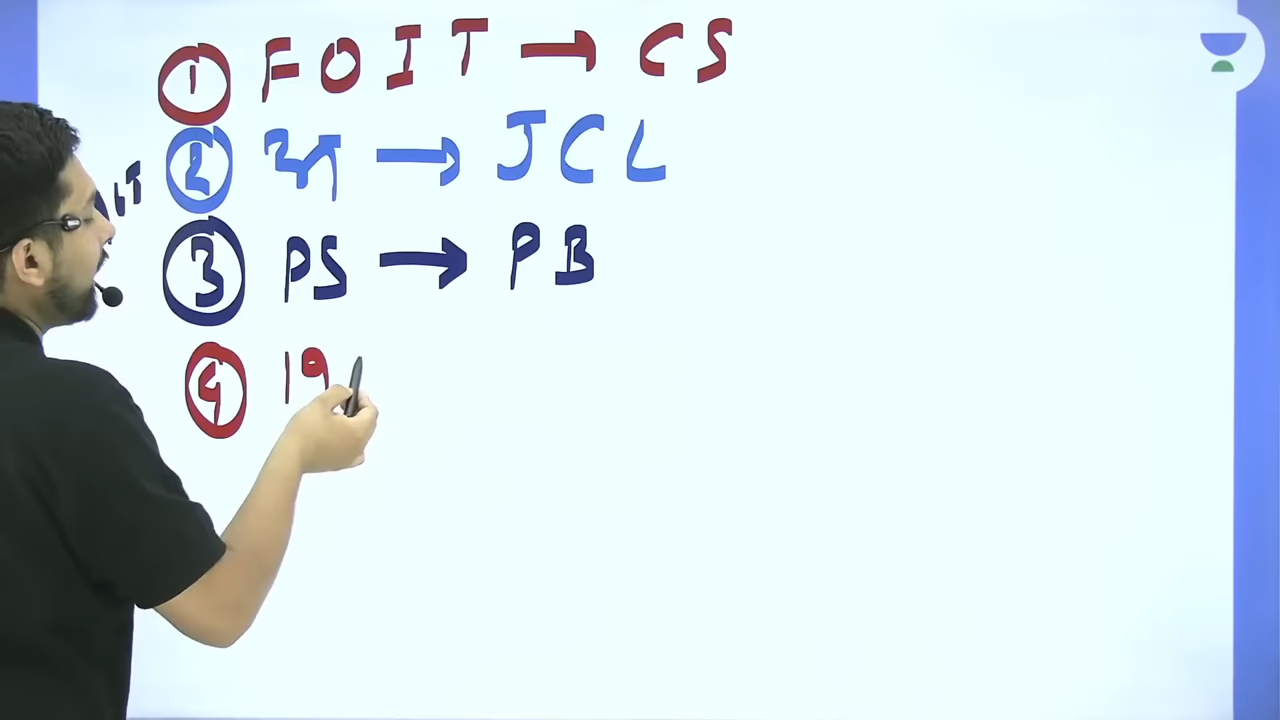 1 FOIT → CS
2 अ → JCL
3 PS → PB
4 19